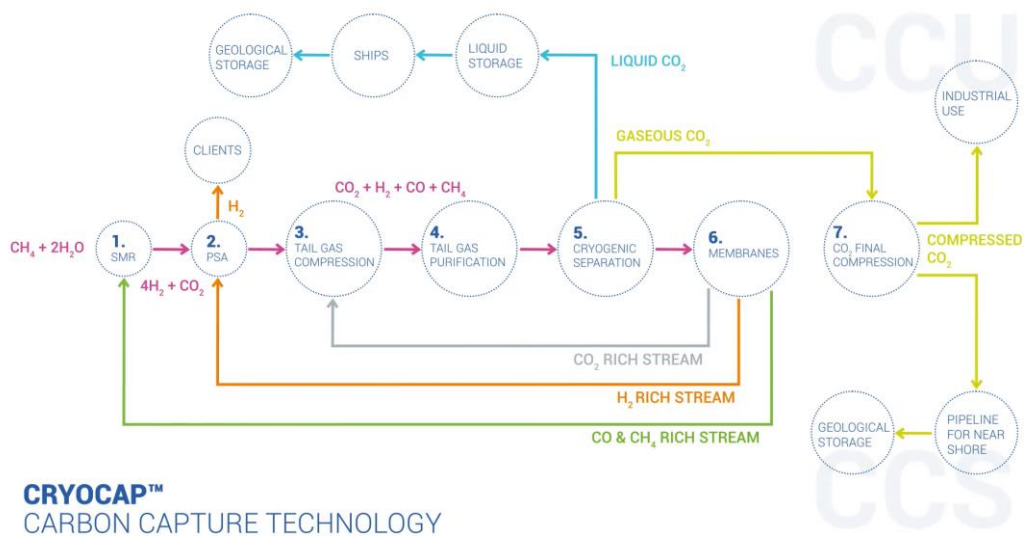 CCU
GEOLOGICAL
STORAGE
SHIPS
LIQUID
STORAGE
LIQUID CO₂
INDUSTRIAL
USE
CLIENTS
GASEOUS CO₂
H₂
CO₂ + H₂ + CO + CH₄
CH₄ + 2H₂O
1.
SMR
2.
PSA
3.
TAIL GAS
COMPRESSION
4.
TAIL GAS
PURIFICATION
5.
CRYOGENIC
SEPARATION
6.
MEMBRANES
7.
CO₂ FINAL
COMPRESSION
COMPRESSED
CO₂
4H₂ + CO₂
CO₂ RICH STREAM
H₂ RICH STREAM
CO & CH₄ RICH STREAM
GEOLOGICAL
STORAGE
PIPELINE
FOR NEAR
SHORE
CCS
CRYOCAP™
CARBON CAPTURE TECHNOLOGY